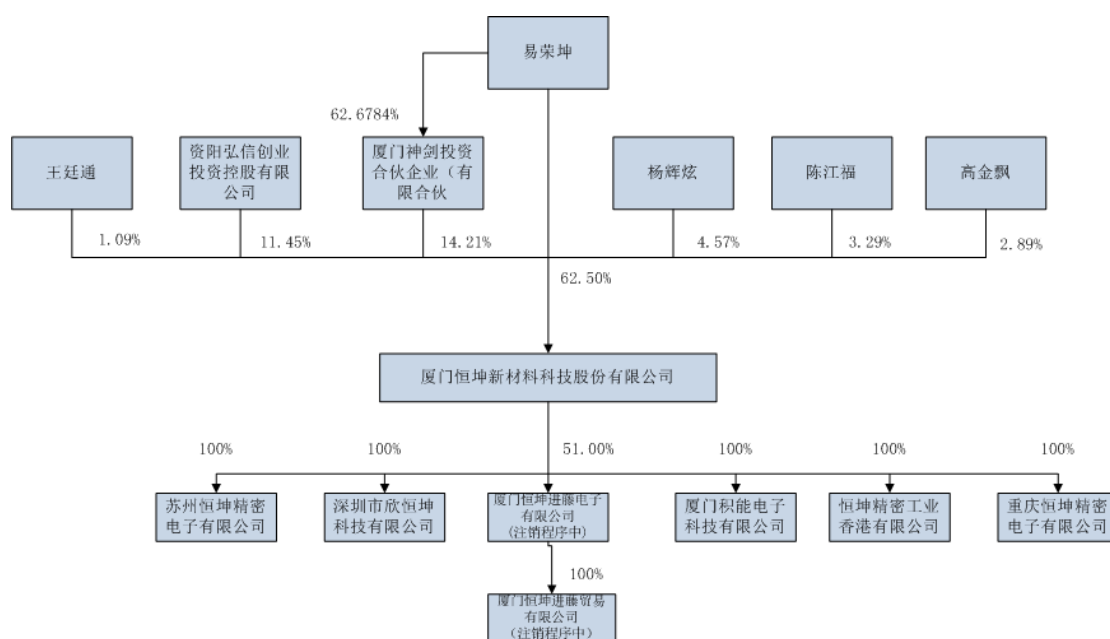 易荣坤
62.6784%
王廷通
资阳弘信创业
投资控股有限
公司
厦门神剑投资
合伙企业（有
限合伙
杨辉炫
陈江福
高金飘
1.09%
11.45%
14.21%
4.57%
3.29%
2.89%
62.50%
厦门恒坤新材料科技股份有限公司
100%
100%
51.00%
100%
100%
100%
苏州恒坤精密
电子有限公司
深圳市欣恒坤
科技有限公司
厦门恒坤进藤电子
有限公司
(注销程序中)
厦门积能电子
科技有限公司
恒坤精密工业
香港有限公司
重庆恒坤精密
电子有限公司
100%
厦门恒坤进藤贸易
有限公司
（注销程序中）